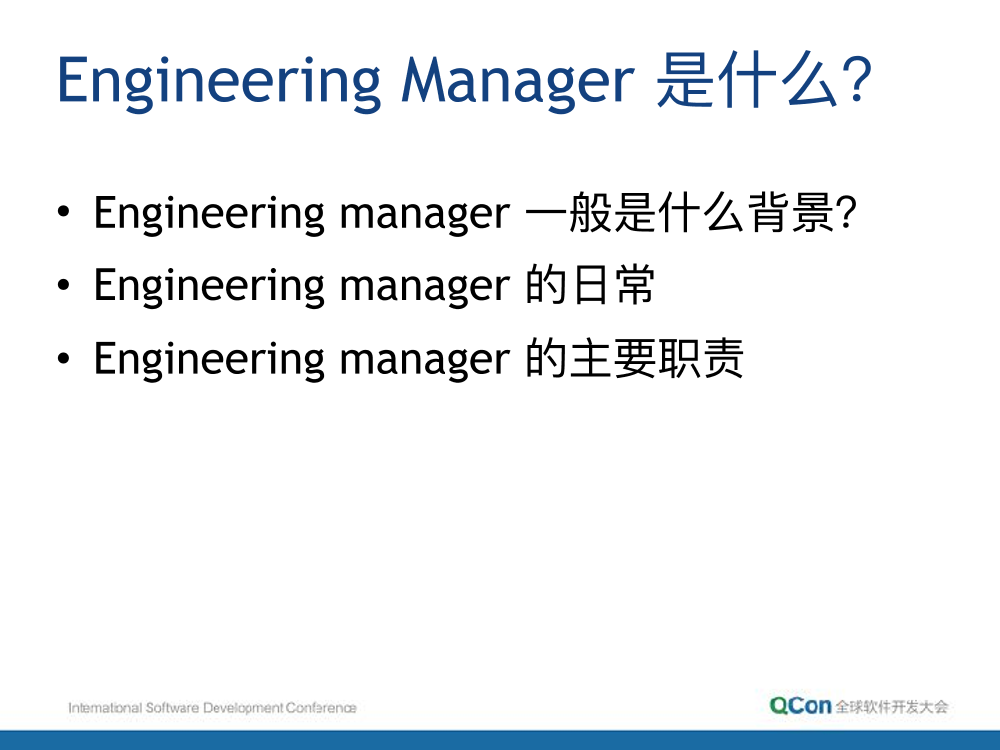 Engineering Manager 是什么?
• Engineering manager 一般是什么背景?
• Engineering manager 的日常
• Engineering manager 的主要职责
International Software Development Conference
QCon 全球软件开发大会